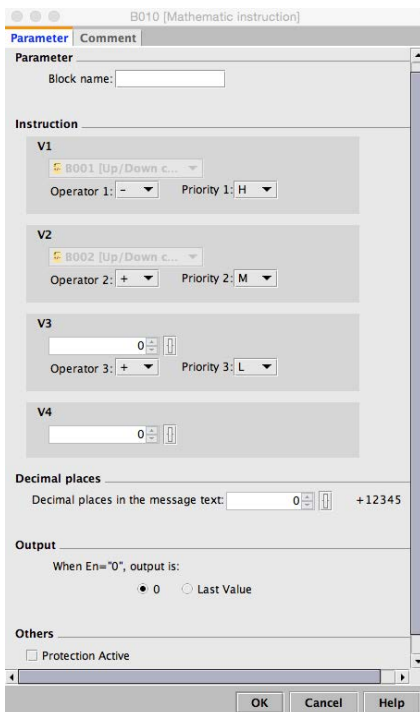 B010 [Mathematic instruction]
Parameter Comment
Parameter
Block name:
Instruction
V1
B001 [Up/Down c...
Operator 1: - Priority 1: H
V2
B002 [Up/Down c...
Operator 2: + Priority 2: M
V3
0
Operator 3: + Priority 3: L
V4
0
Decimal places
Decimal places in the message text: 0 +12345
Output
When En="0", output is:
0 Last Value
Others
Protection Active
OK Cancel Help